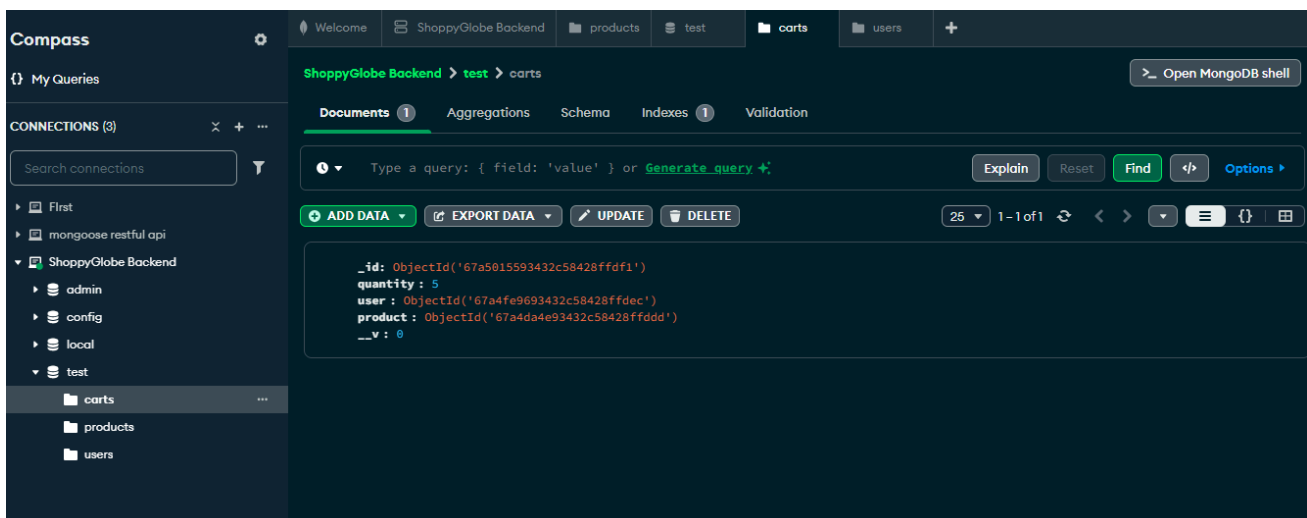 Compass
{} My Queries
CONNECTIONS (3)
Search connections
FIrst
mongoose restful api
ShoppyGlobe Backend
admin
config
local
test
carts
products
users
Welcome
ShoppyGlobe Backend
products
test
carts
users
ShoppyGlobe Backend > test > carts
>_ Open MongoDB shell
Documents 1 Aggregations Schema Indexes 1 Validation
Type a query: { field: 'value' } or Generate query
Explain Reset Find </> Options
ADD DATA EXPORT DATA UPDATE DELETE
25 1-1 of 1 {}
_id: ObjectId('67a5015593432c58428ffdf1')
quantity : 5
user : ObjectId('67a4fe9693432c58428ffdec')
product : ObjectId('67a4da4e93432c58428ffddd')
__v : 0